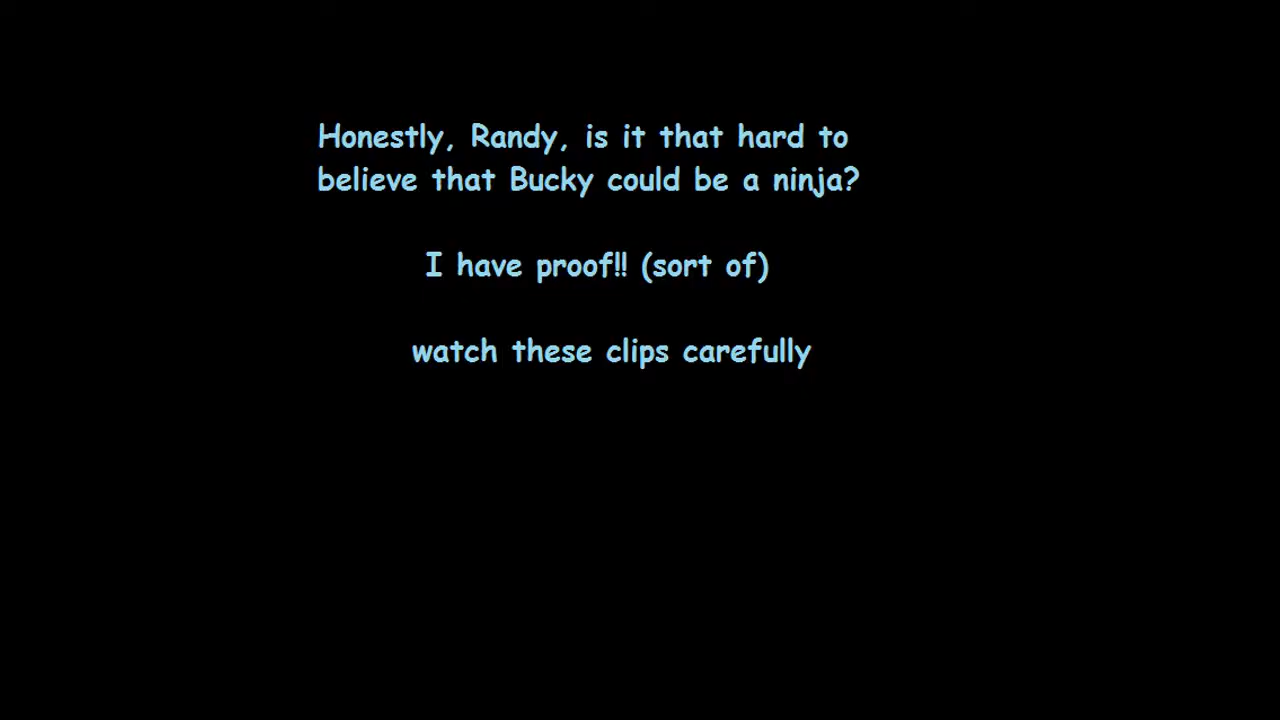 Honestly, Randy, is it that hard to
believe that Bucky could be a ninja?
I have proof!! (sort of)
watch these clips carefully